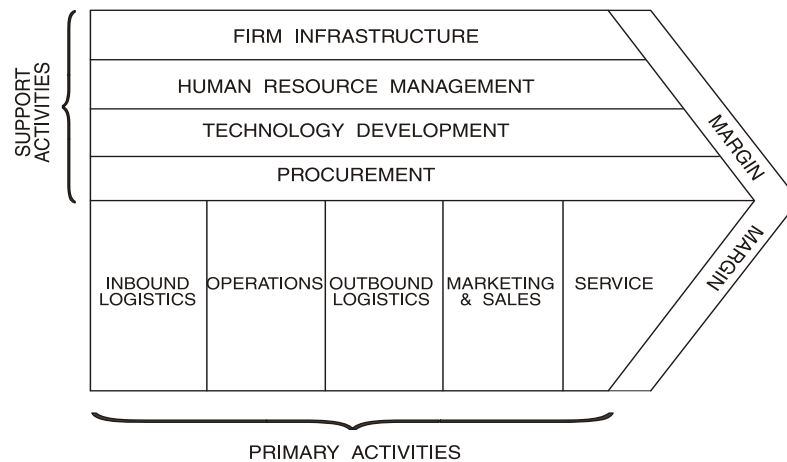 SUPPORT
ACTIVITIES
FIRM INFRASTRUCTURE
HUMAN RESOURCE MANAGEMENT
TECHNOLOGY DEVELOPMENT
PROCUREMENT
MARGIN
MARGIN
INBOUND
LOGISTICS
OPERATIONS
OUTBOUND
LOGISTICS
MARKETING
& SALES
SERVICE
PRIMARY ACTIVITIES